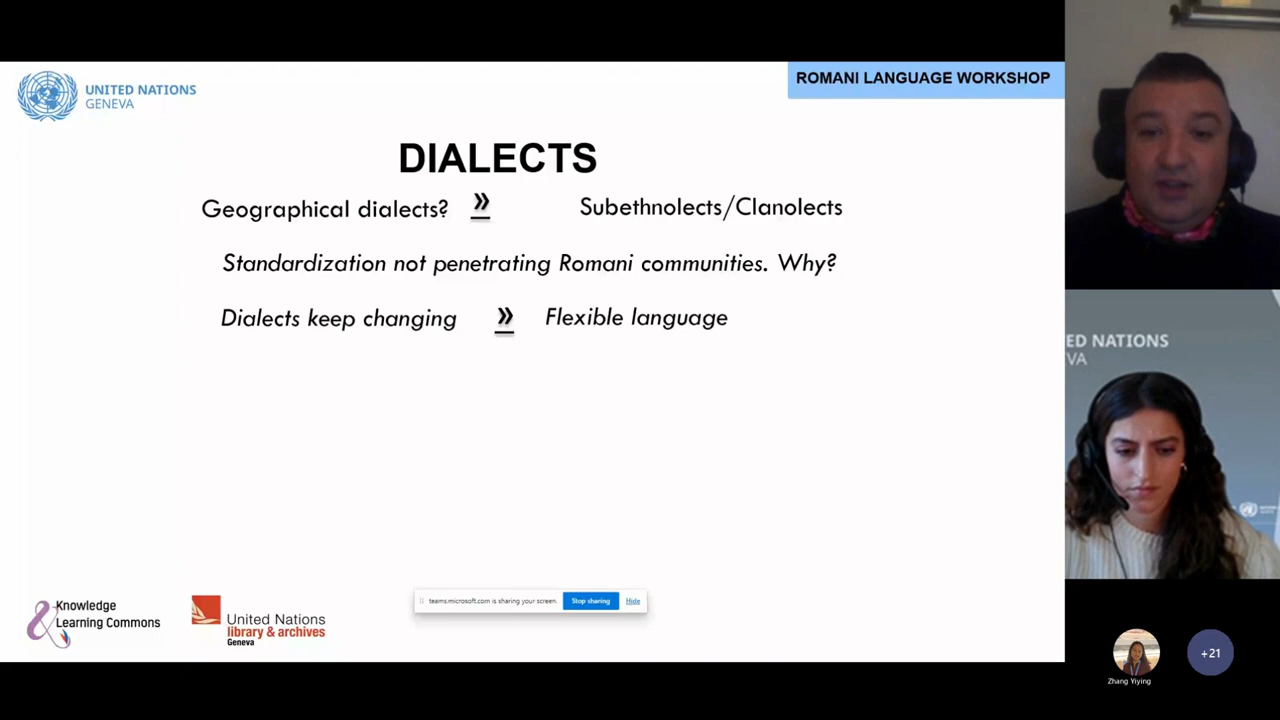 UNITED NATIONS
GENEVA
ROMANI LANGUAGE WORKSHOP
DIALECTS
Geographical dialects? » Subethnolects/Clanolects
Standardization not penetrating Romani communities. Why?
Dialects keep changing » Flexible language
ED NATIONS
VA
Knowledge
& Learning Commons
United Nations
library & archives
Geneva
teams.microsoft.com is sharing your screen. Stop sharing Hide
Zhang Yiying
+21